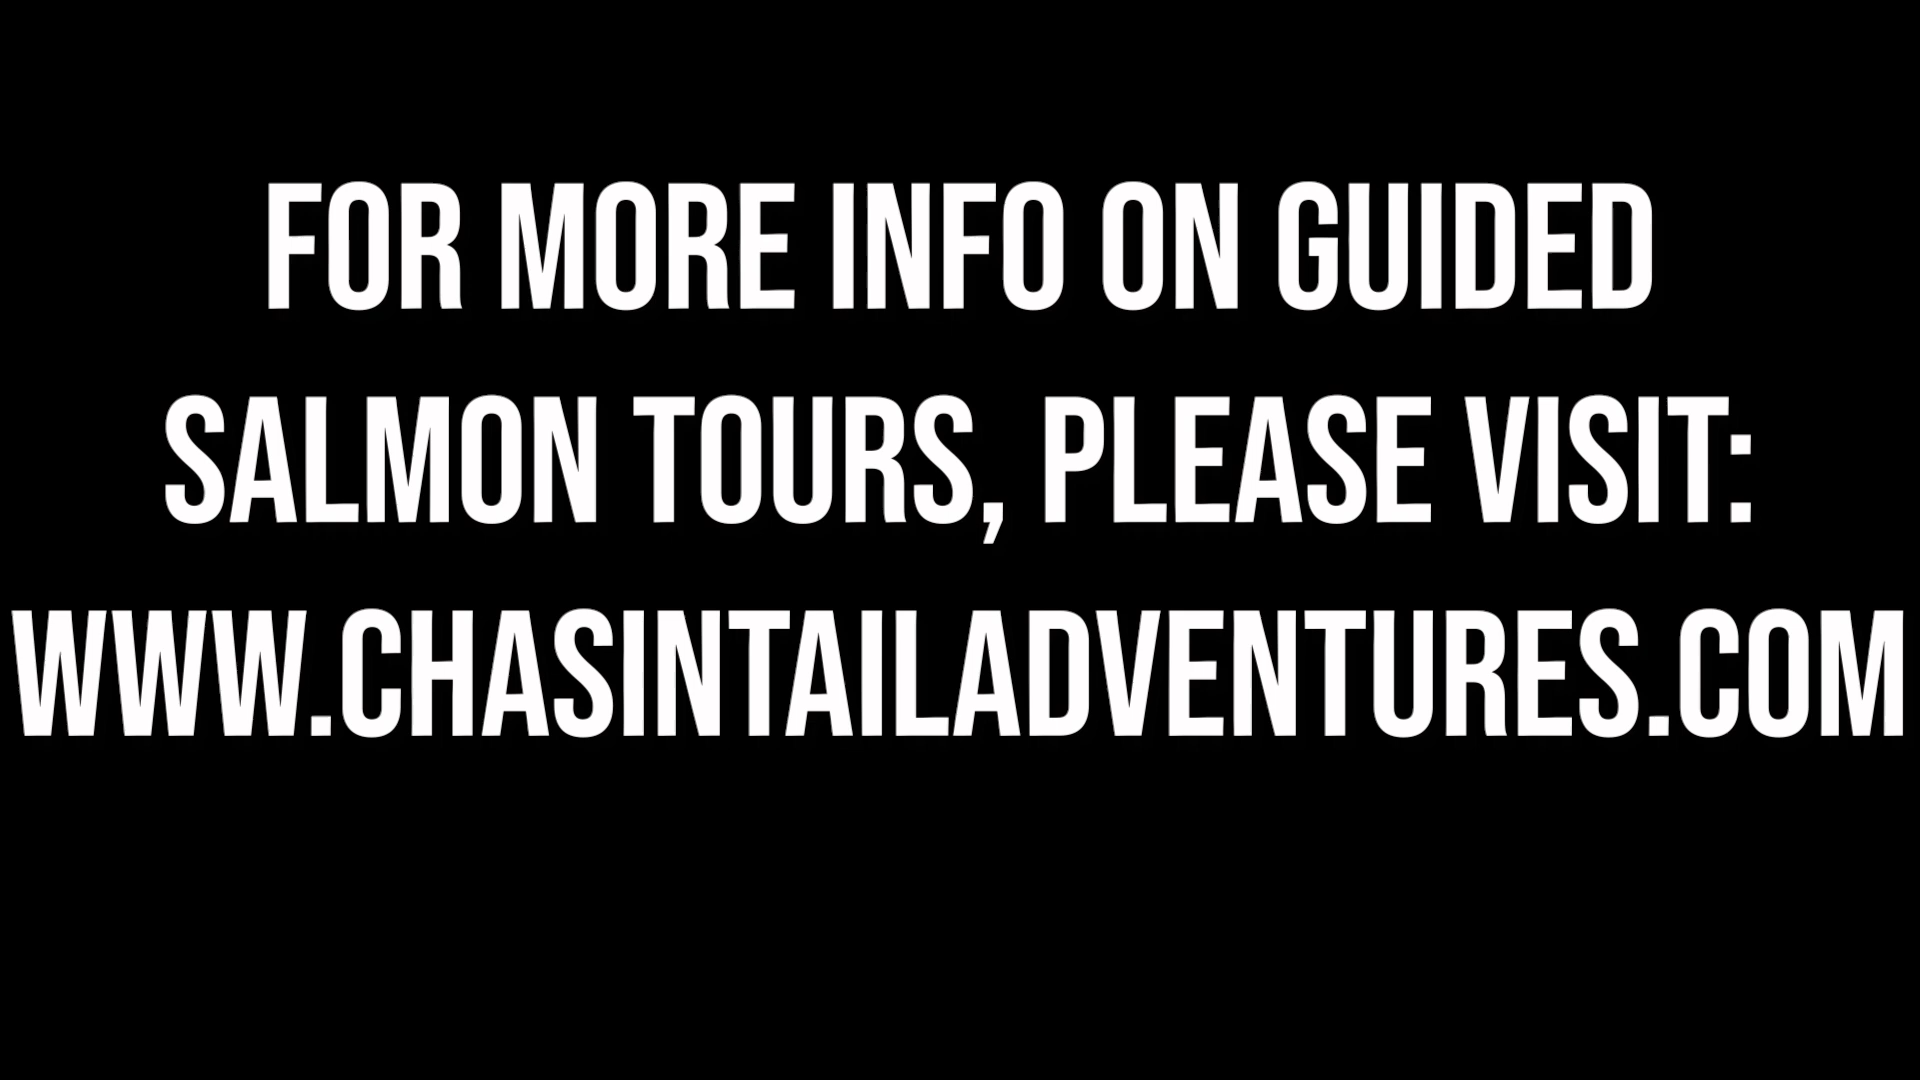 FOR MORE INFO ON GUIDED
SALMON TOURS, PLEASE VISIT:
WWW.CHASINTAILADVENTURES.COM